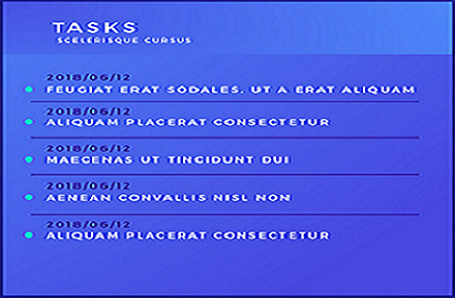 TASKS
SCELERISQUE CURSUS
2018/06/12
FEUGIAT ERAT SODALES. UT A ERAT ALIQUAM
2018/06/12
ALIQUAM PLACERAT CONSECTETUR
2018/06/12
MAECENAS UT TINCIDUNT DUI
2018/06/12
AENEAN CONVALLIS NISL NON
2018/06/12
ALIQUAM PLACERAT CONSECTETUR